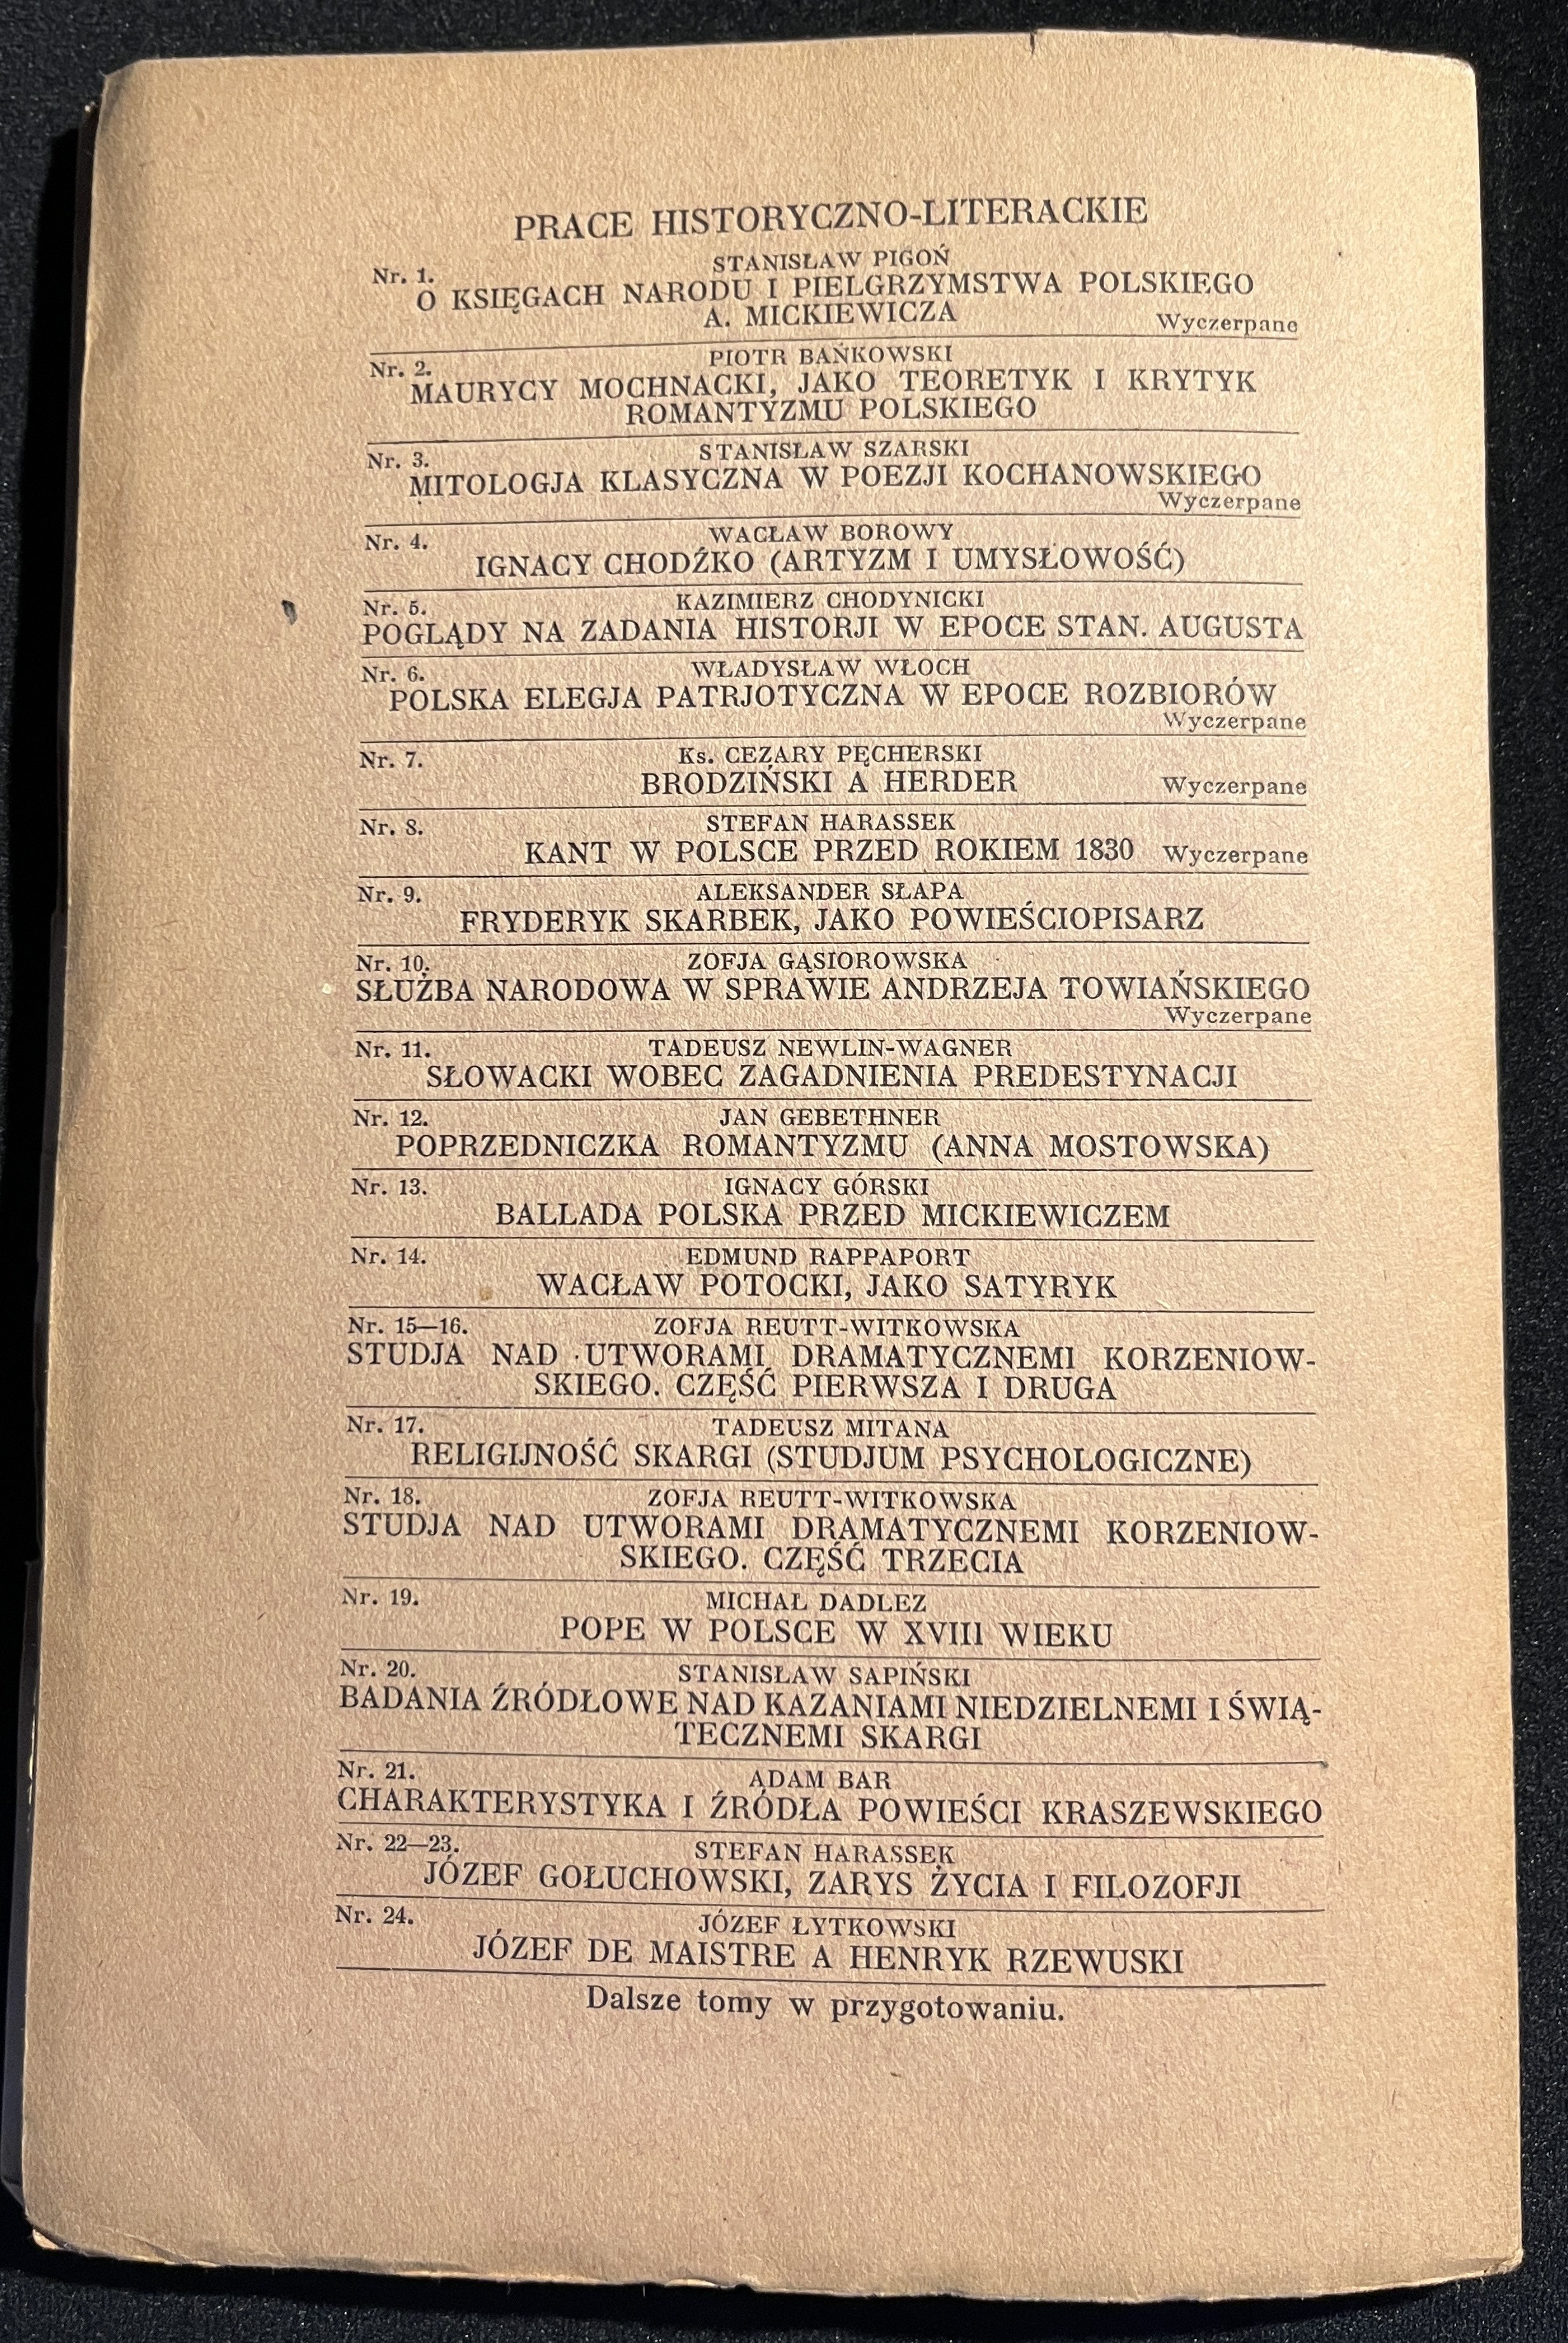 PRACE HISTORYCZNO-LITERACKIE
Nr. 1. STANISŁAW PIGOŃ
O KSIĘGACH NARODU I PIELGRZYMSTWA POLSKIEGO
A. MICKIEWICZA Wyczerpane
Nr. 2. PIOTR BAŃKOWSKI
MAURYCY MOCHNACKI, JAKO TEORETYK I KRYTYK
ROMANTYZMU POLSKIEGO
Nr. 3. STANISŁAW SZARSKI
MITOLOGJA KLASYCZNA W POEZJI KOCHANOWSKIEGO
Wyczerpane
Nr. 4. WACŁAW BOROWY
IGNACY CHODŹKO (ARTYZM I UMYSŁOWOŚĆ)
Nr. 5. KAZIMIERZ CHODYNICKI
POGLĄDY NA ZADANIA HISTORJI W EPOCE STAN. AUGUSTA
Nr. 6. WŁADYSŁAW WŁOCH
POLSKA ELEGJA PATRJOTYCZNA W EPOCE ROZBIORÓW
Wyczerpane
Nr. 7. Ks. CEZARY PĘCHERSKI
BRODZIŃSKI A HERDER Wyczerpane
Nr. 8. STEFAN HARASSEK
KANT W POLSCE PRZED ROKIEM 1830 Wyczerpane
Nr. 9. ALEKSANDER SŁAPA
FRYDERYK SKARBEK, JAKO POWIEŚCIOPISARZ
Nr. 10. ZOFJA GĄSIOROWSKA
SŁUŻBA NARODOWA W SPRAWIE ANDRZEJA TOWIAŃSKIEGO
Wyczerpane
Nr. 11. TADEUSZ NEWLIN-WAGNER
SŁOWACKI WOBEC ZAGADNIENIA PREDESTYNACJI
Nr. 12. JAN GEBETHNER
POPRZEDNICZKA ROMANTYZMU (ANNA MOSTOWSKA)
Nr. 13. IGNACY GÓRSKI
BALLADA POLSKA PRZED MICKIEWICZEM
Nr. 14. EDMUND RAPPAPORT
WACŁAW POTOCKI, JAKO SATYRYK
Nr. 15—16. ZOFJA REUTT-WITKOWSKA
STUDJA NAD UTWORAMI DRAMATYCZNEMI KORZENIOW-
SKIEGO. CZĘŚĆ PIERWSZA I DRUGA
Nr. 17. TADEUSZ MITANA
RELIGIJNOŚĆ SKARGI (STUDJUM PSYCHOLOGICZNE)
Nr. 18. ZOFJA REUTT-WITKOWSKA
STUDJA NAD UTWORAMI DRAMATYCZNEMI KORZENIOW-
SKIEGO. CZĘŚĆ TRZECIA
Nr. 19. MICHAŁ DADLEZ
POPE W POLSCE W XVIII WIEKU
Nr. 20. STANISŁAW SAPIŃSKI
BADANIA ŹRÓDŁOWE NAD KAZANIAMI NIEDZIELNEMI I ŚWIĄ-
TECZNEMI SKARGI
Nr. 21. ADAM BAR
CHARAKTERYSTYKA I ŹRÓDŁA POWIEŚCI KRASZEWSKIEGO
Nr. 22—23. STEFAN HARASSEK
JÓZEF GOŁUCHOWSKI, ZARYS ŻYCIA I FILOZOFJI
Nr. 24. JÓZEF ŁYTKOWSKI
JÓZEF DE MAISTRE A HENRYK RZEWUSKI
Dalsze tomy w przygotowaniu.